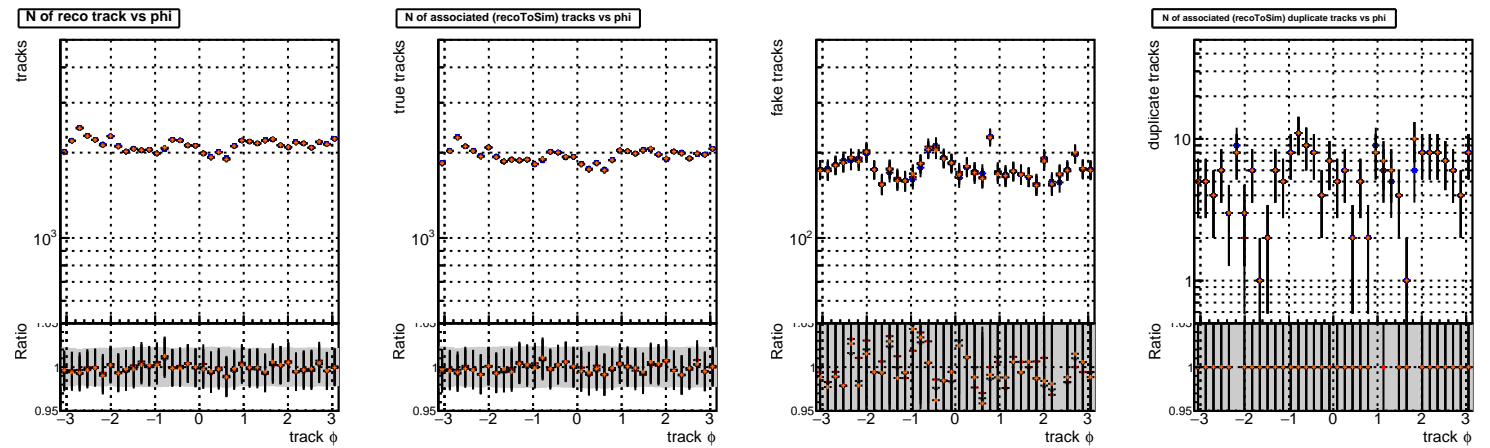 N of reco track vs phi
tracks
10³
Ratio
1.05
1
0.95
−3 −2 −1 0 1 2 3
track ϕ
N of associated (recoToSim) tracks vs phi
true tracks
10³
Ratio
1.05
1
0.95
−3 −2 −1 0 1 2 3
track ϕ
fake tracks
10²
Ratio
1.05
1
0.95
−3 −2 −1 0 1 2 3
track ϕ
N of associated (recoToSim) duplicate tracks vs phi
duplicate tracks
10
1
Ratio
1.05
1
0.95
−3 −2 −1 0 1 2 3
track ϕ